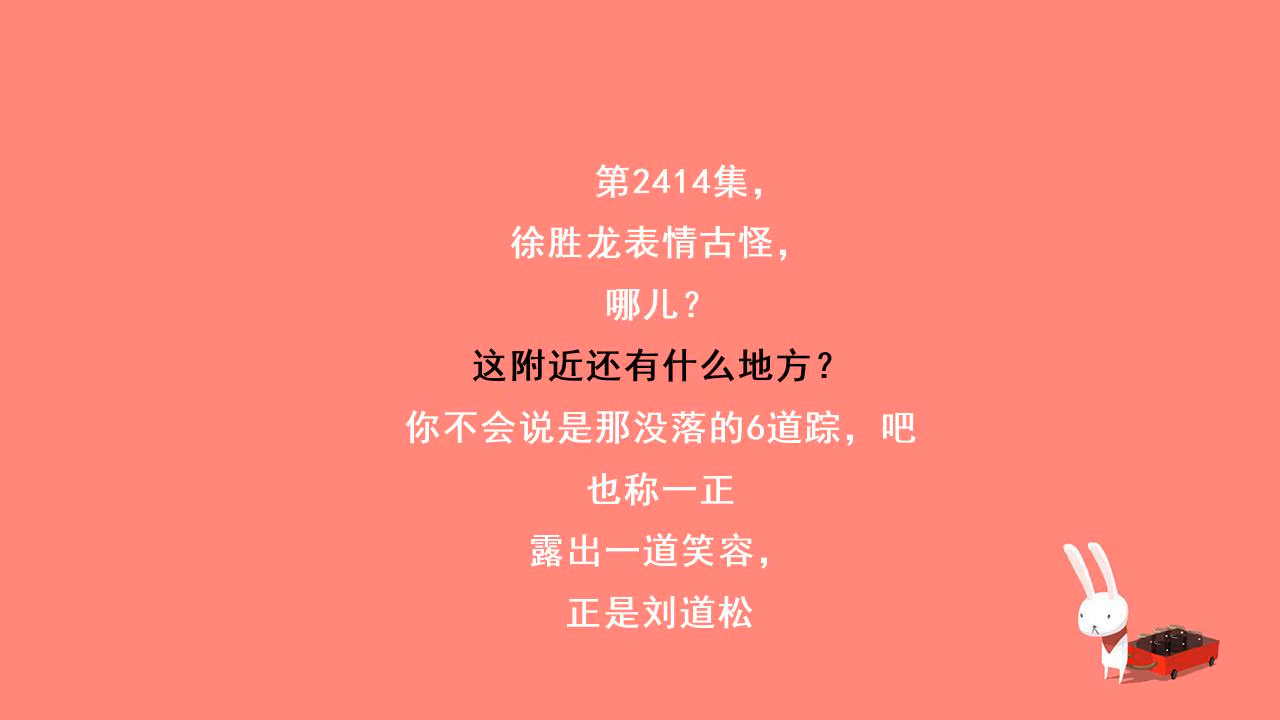 第2414集，
徐胜龙表情古怪，
哪儿？
这附近还有什么地方？
你不会说是那没落的6道踪，吧
也称一正
露出一道笑容，
正是刘道松